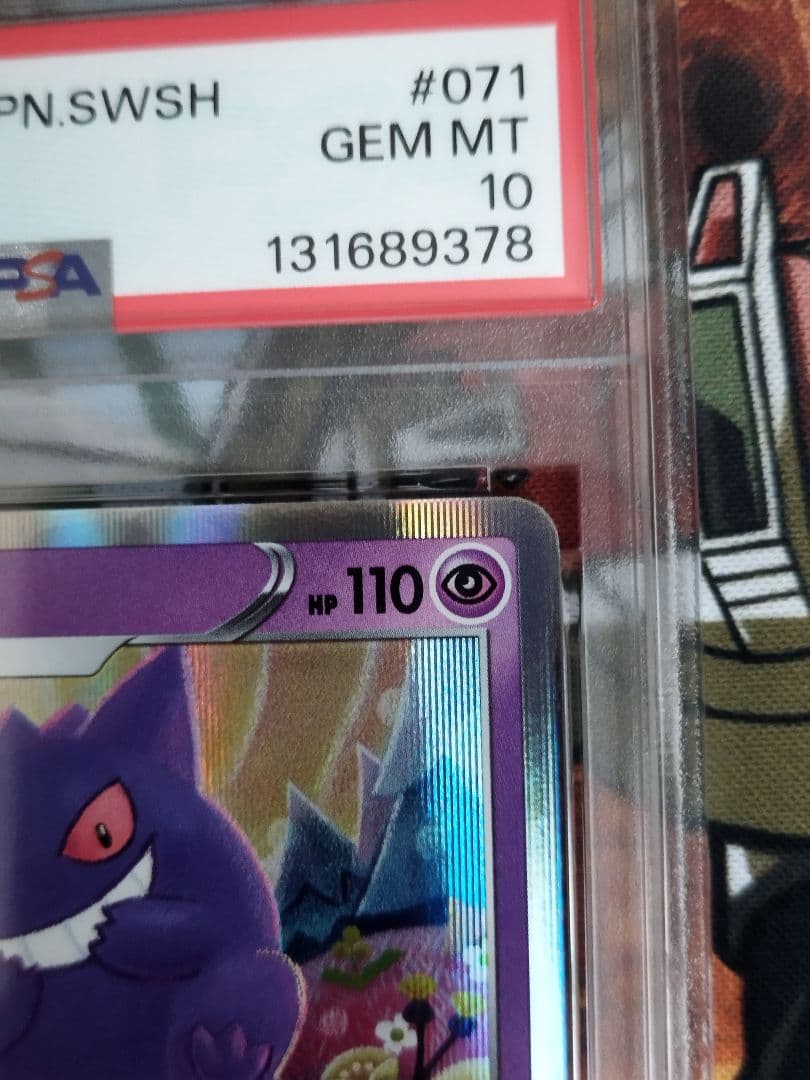 PN.SWSH
#071
GEM MT
10
131689378
PSA
HP 110